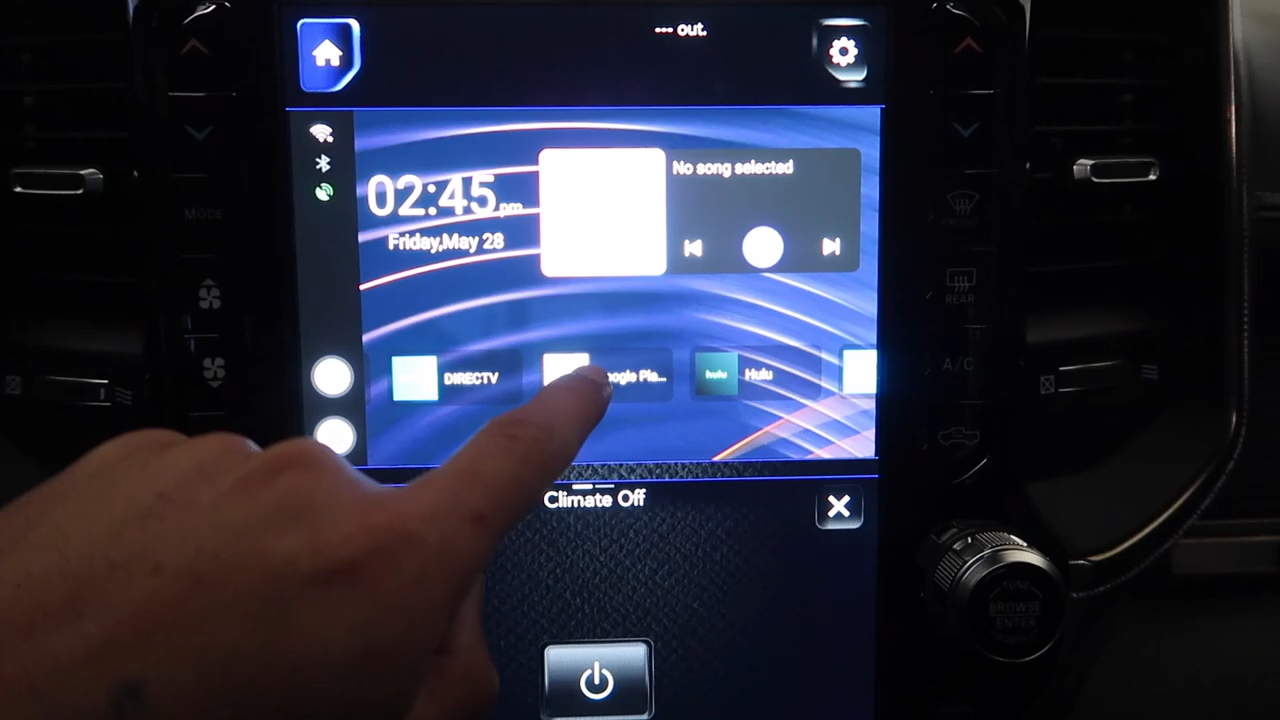 --- out.
02:45 pm
Friday,May 28
No song selected
DIRECTV
ogle Pla...
hulu
Hulu
Climate Off
MODE
REAR
A/C
TUNE
BROWSE
ENTER